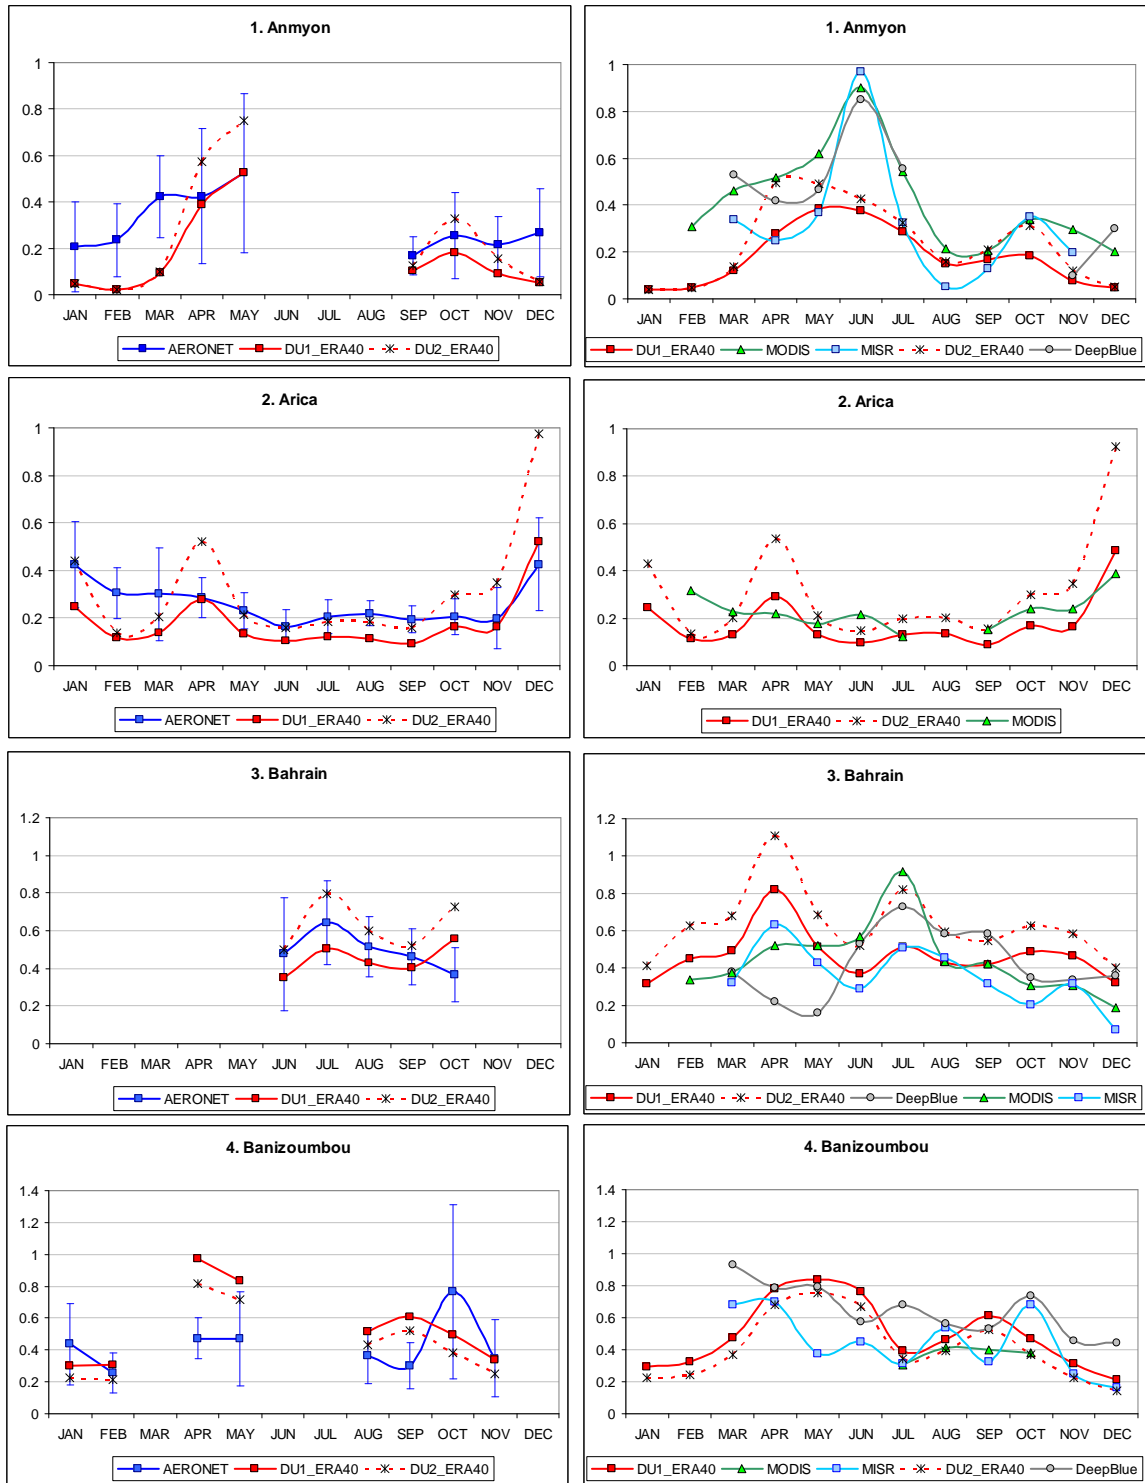 1. Anmyon
1
0.8
0.6
0.4
0.2
0
JAN FEB MAR APR MAY JUN JUL AUG SEP OCT NOV DEC
AERONET DU1_ERA40 DU2_ERA40
1. Anmyon
1
0.8
0.6
0.4
0.2
0
JAN FEB MAR APR MAY JUN JUL AUG SEP OCT NOV DEC
DU1_ERA40 MODIS MISR DU2_ERA40 DeepBlue
2. Arica
1
0.8
0.6
0.4
0.2
0
JAN FEB MAR APR MAY JUN JUL AUG SEP OCT NOV DEC
AERONET DU1_ERA40 DU2_ERA40
2. Arica
1
0.8
0.6
0.4
0.2
0
JAN FEB MAR APR MAY JUN JUL AUG SEP OCT NOV DEC
DU1_ERA40 DU2_ERA40 MODIS
3. Bahrain
1.2
1
0.8
0.6
0.4
0.2
0
JAN FEB MAR APR MAY JUN JUL AUG SEP OCT NOV DEC
AERONET DU1_ERA40 DU2_ERA40
3. Bahrain
1.2
1
0.8
0.6
0.4
0.2
0
JAN FEB MAR APR MAY JUN JUL AUG SEP OCT NOV DEC
DU1_ERA40 DU2_ERA40 DeepBlue MODIS MISR
4. Banizoumbou
1.4
1.2
1
0.8
0.6
0.4
0.2
0
JAN FEB MAR APR MAY JUN JUL AUG SEP OCT NOV DEC
AERONET DU1_ERA40 DU2_ERA40
4. Banizoumbou
1.4
1.2
1
0.8
0.6
0.4
0.2
0
JAN FEB MAR APR MAY JUN JUL AUG SEP OCT NOV DEC
DU1_ERA40 MODIS MISR DU2_ERA40 DeepBlue